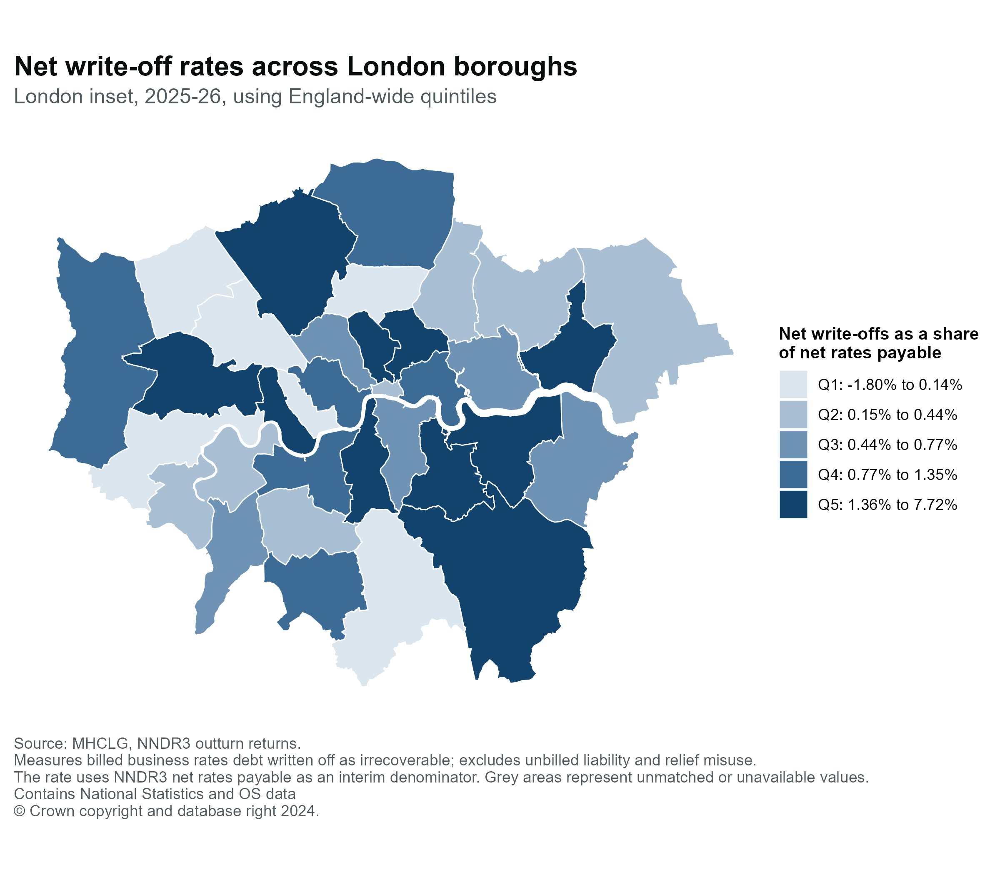 Net write-off rates across London boroughs
London inset, 2025-26, using England-wide quintiles
Net write-offs as a share
of net rates payable
Q1: -1.80% to 0.14%
Q2: 0.15% to 0.44%
Q3: 0.44% to 0.77%
Q4: 0.77% to 1.35%
Q5: 1.36% to 7.72%
Source: MHCLG, NNDR3 outturn returns.
Measures billed business rates debt written off as irrecoverable; excludes unbilled liability and relief misuse.
The rate uses NNDR3 net rates payable as an interim denominator. Grey areas represent unmatched or unavailable values.
Contains National Statistics and OS data
© Crown copyright and database right 2024.